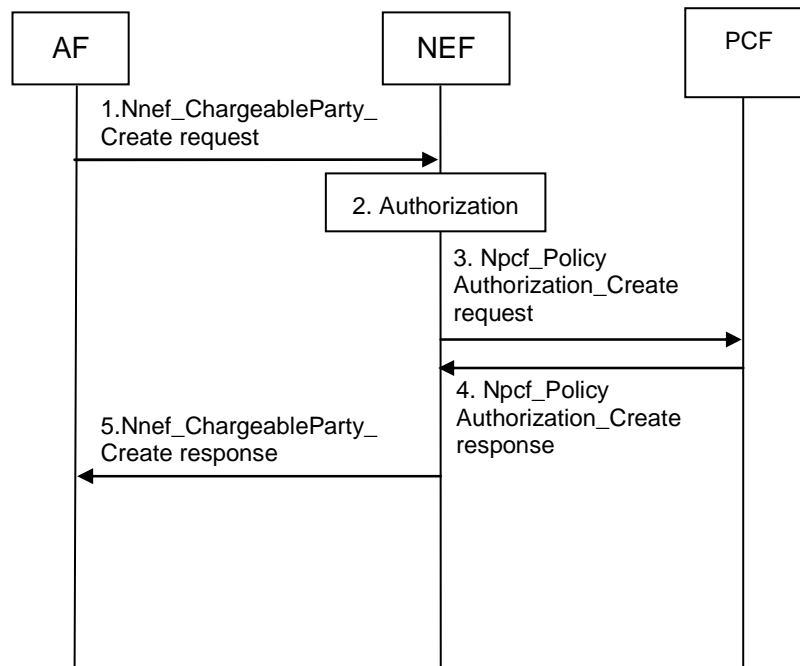 AF
NEF
PCF
1.Nnef_ChargeableParty_
Create request
2. Authorization
3. Npcf_Policy
Authorization_Create
request
4. Npcf_Policy
Authorization_Create
response
5.Nnef_ChargeableParty_
Create response